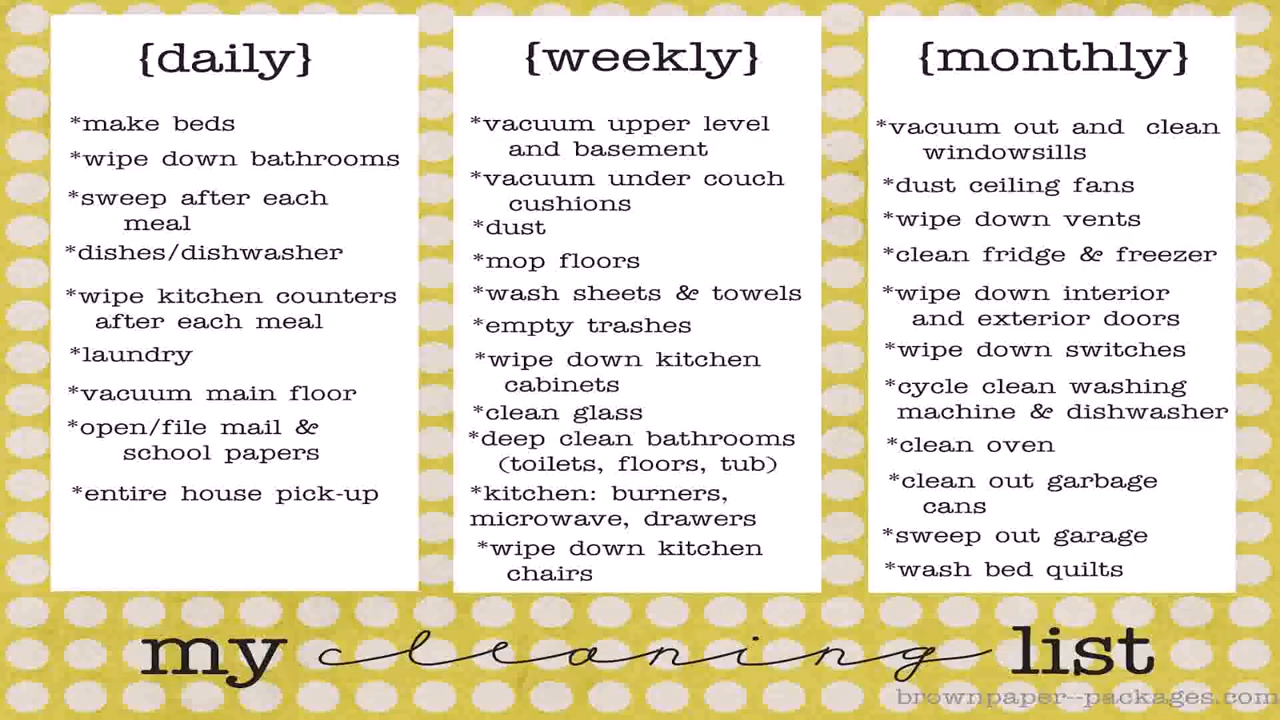 {daily}
*make beds
*wipe down bathrooms
*sweep after each
meal
*dishes/dishwasher
*wipe kitchen counters
after each meal
*laundry
*vacuum main floor
*open/file mail &
school papers
*entire house pick-up
{weekly}
*vacuum upper level
and basement
*vacuum under couch
cushions
*dust
*mop floors
*wash sheets & towels
*empty trashes
*wipe down kitchen
cabinets
*clean glass
*deep clean bathrooms
(toilets, floors, tub)
*kitchen: burners,
microwave, drawers
*wipe down kitchen
chairs
{monthly}
*vacuum out and clean
windowsills
*dust ceiling fans
*wipe down vents
*clean fridge & freezer
*wipe down interior
and exterior doors
*wipe down switches
*cycle clean washing
machine & dishwasher
*clean oven
*clean out garbage
cans
*sweep out garage
*wash bed quilts
my cleaning list
brownpaper--packages.com